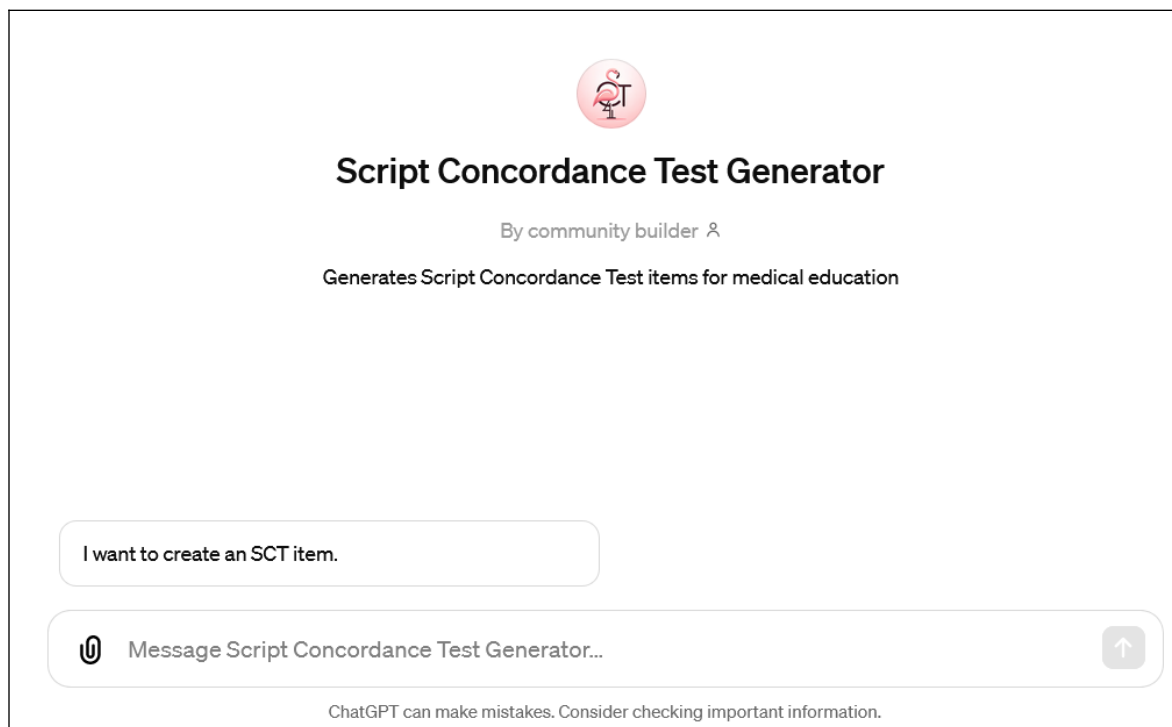 CT
Script Concordance Test Generator
By community builder
Generates Script Concordance Test items for medical education
I want to create an SCT item.
Message Script Concordance Test Generator...
ChatGPT can make mistakes. Consider checking important information.